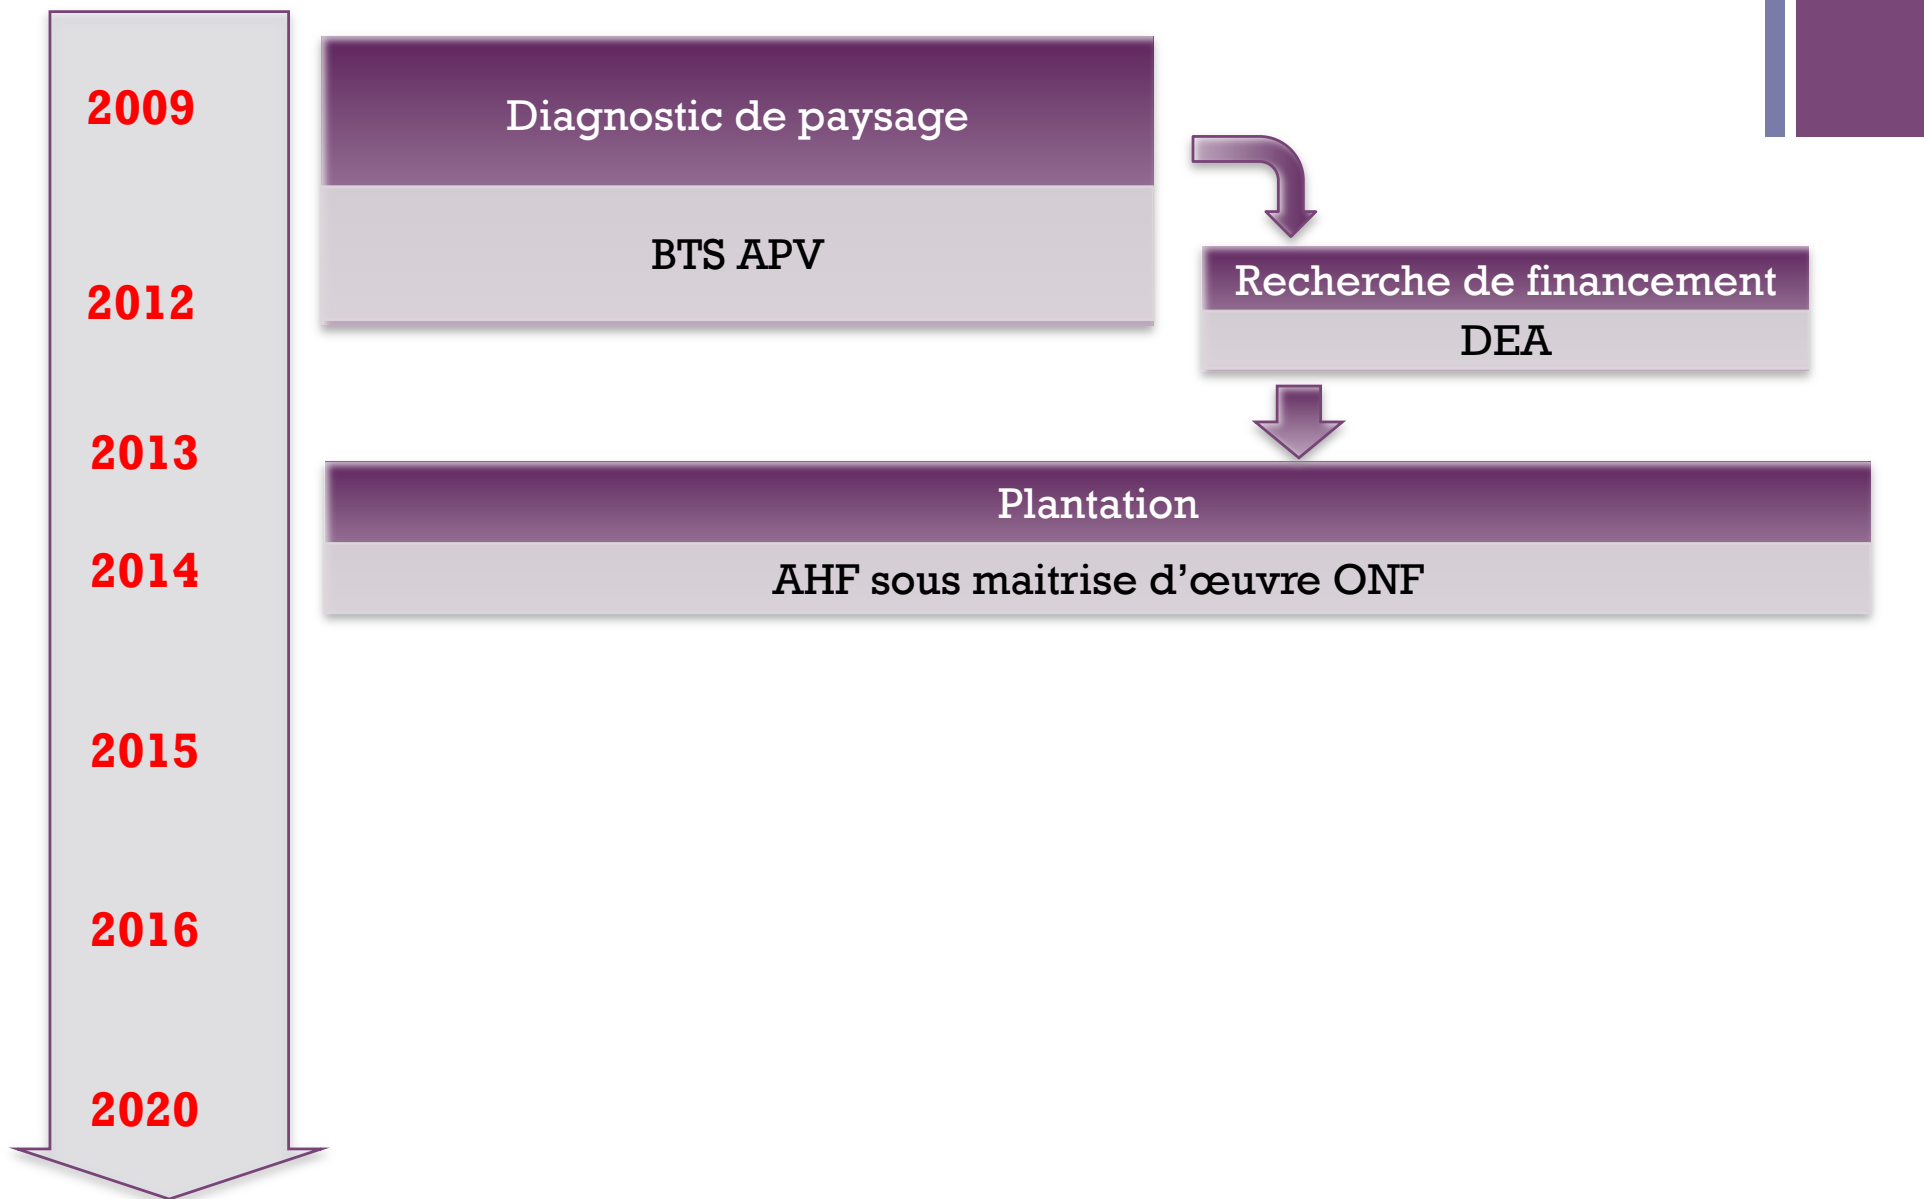 2009
Diagnostic de paysage
BTS APV
2012
Recherche de financement
DEA
2013
Plantation
2014
AHF sous maitrise d’œuvre ONF
2015
2016
2020